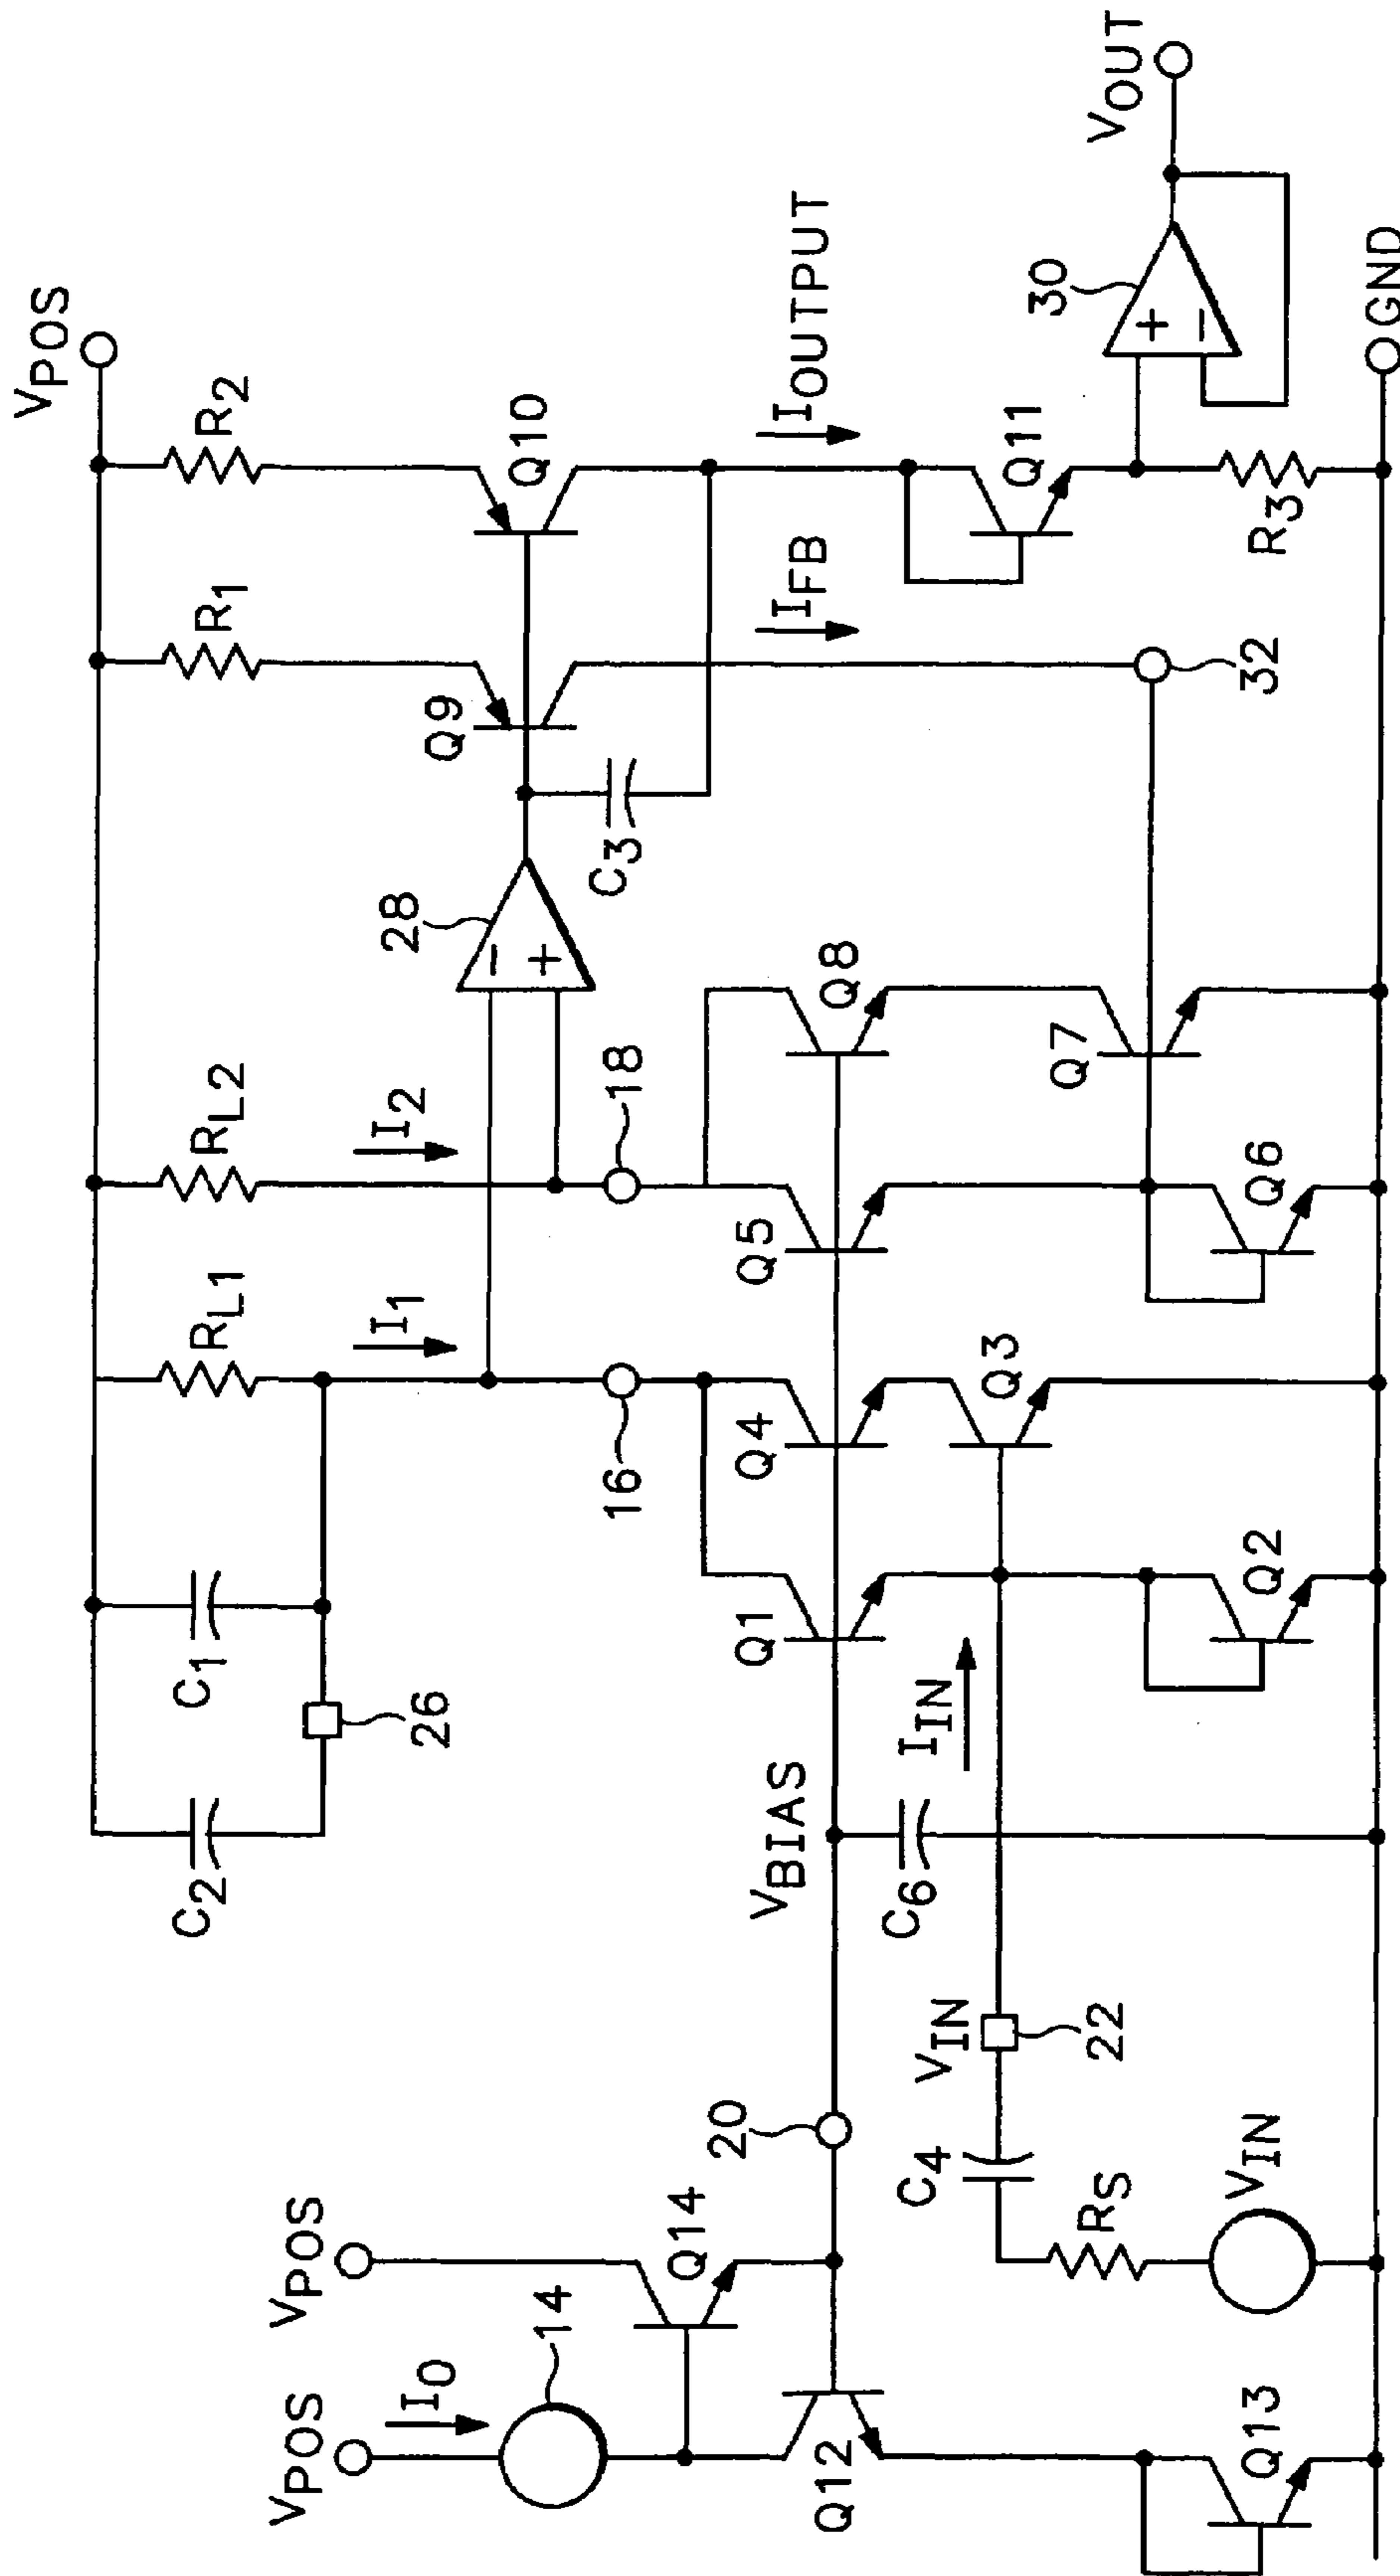 VPOS
VPOS
VPOS
I0
14
Q14
Q12
Q13
20
VBIAS
C6
C4
RS
VIN
VIN
22
IIN
C2
C1
26
RL1
RL2
I1
I2
16
18
Q1
Q4
Q3
Q2
Q5
Q8
Q7
Q6
28
−
+
C3
R1
R2
Q9
Q10
IFB
IOUTPUT
32
Q11
R3
30
+
−
VOUT
GND